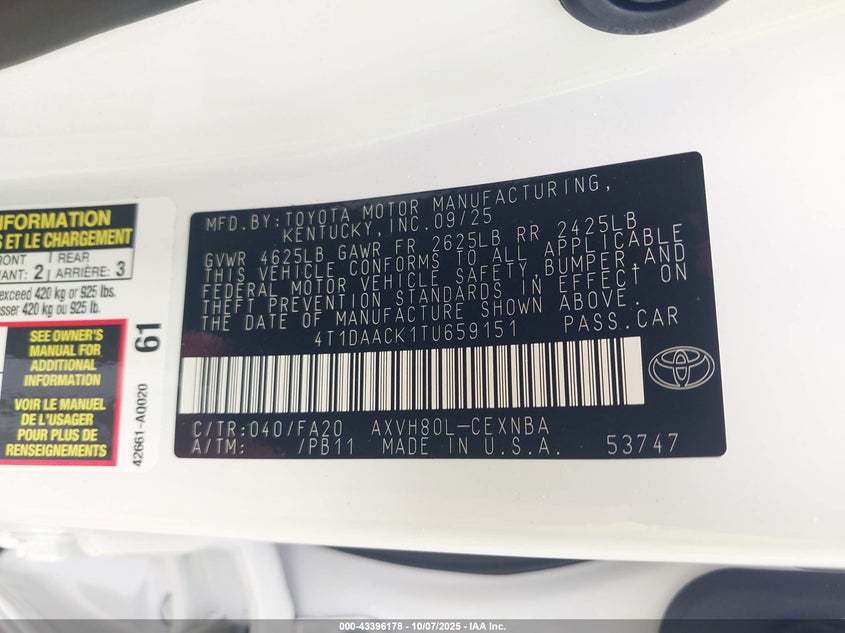 NFORMATION
S ET LE CHARGEMENT
RONT
VANT: 2
REAR
ARRIÈRE: 3
exceed 420 kg or 925 lbs.
sser 420 kg ou 925 lb.
SEE OWNER'S
MANUAL FOR
ADDITIONAL
INFORMATION
VOIR LE MANUEL
DE L'USAGER
POUR PLUS DE
RENSEIGNEMENTS
61
42661-AQ020
MFD.BY:TOYOTA MOTOR MANUFACTURING,
KENTUCKY,INC.09/25
GVWR 4625LB GAWR FR 2625LB RR 2425LB
THIS VEHICLE CONFORMS TO ALL APPLICABLE
FEDERAL MOTOR VEHICLE SAFETY,BUMPER,AND
THEFT PREVENTION STANDARDS IN EFFECT ON
THE DATE OF MANUFACTURE SHOWN ABOVE.
4T1DAACK1TU659151 PASS.CAR
C/TR:040/FA20 AXVH80L-CEXNBA
A/TM: /PB11 MADE IN U.S.A. 53747
000-43396178 - 10/07/2025 - IAA Inc.